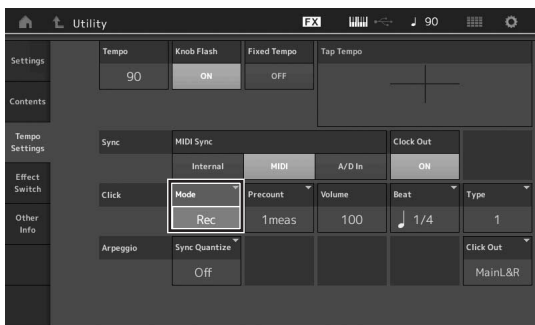 Utility FX 90
Settings
Contents
Tempo
Settings
Effect
Switch
Other
Info
Tempo Knob Flash Fixed Tempo Tap Tempo
90 ON OFF
Sync MIDI Sync Clock Out
Internal MIDI A/D In ON
Click Mode Precount Volume Beat Type
Rec 1meas 100 1/4 1
Arpeggio Sync Quantize Click Out
Off MainL&R